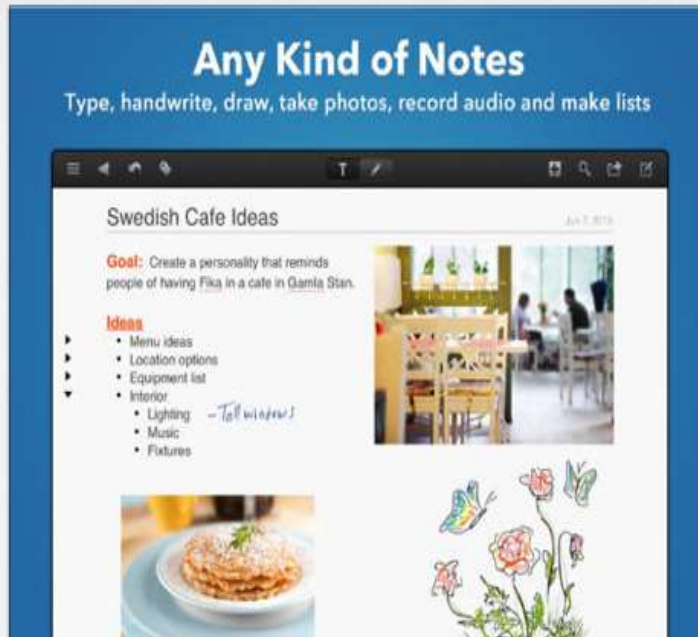 Any Kind of Notes
Type, handwrite, draw, take photos, record audio and make lists
T
Swedish Cafe Ideas
Goal: Create a personality that reminds
people of having Fika in a cafe in Gamla Stan.
Ideas
• Menu ideas
• Location options
• Equipment list
• Interior
• Lighting - Tall windows
• Music
• Fixtures